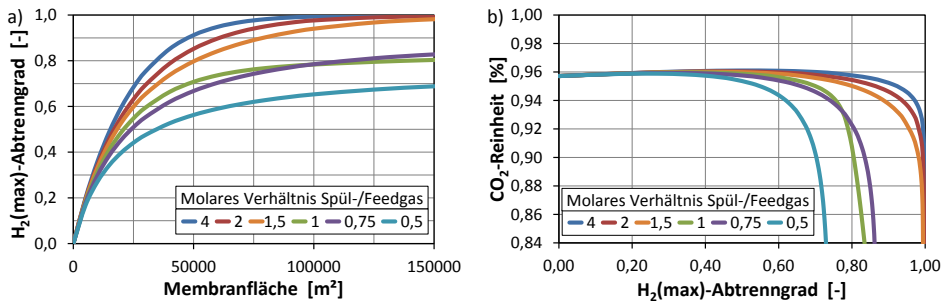 a)
H₂(max)-Abtrenngrad [-]
1,0
0,8
0,6
0,4
0,2
0,0
Molares Verhältnis Spül-/Feedgas
4 2 1,5 1 0,75 0,5
0 50000 100000 150000
Membranfläche [m²]
b)
CO₂-Reinheit [%]
1,00
0,98
0,96
0,94
0,92
0,90
0,88
0,86
0,84
Molares Verhältnis Spül-/Feedgas
4 2 1,5 1 0,75 0,5
0,00 0,20 0,40 0,60 0,80 1,00
H₂(max)-Abtrenngrad [-]